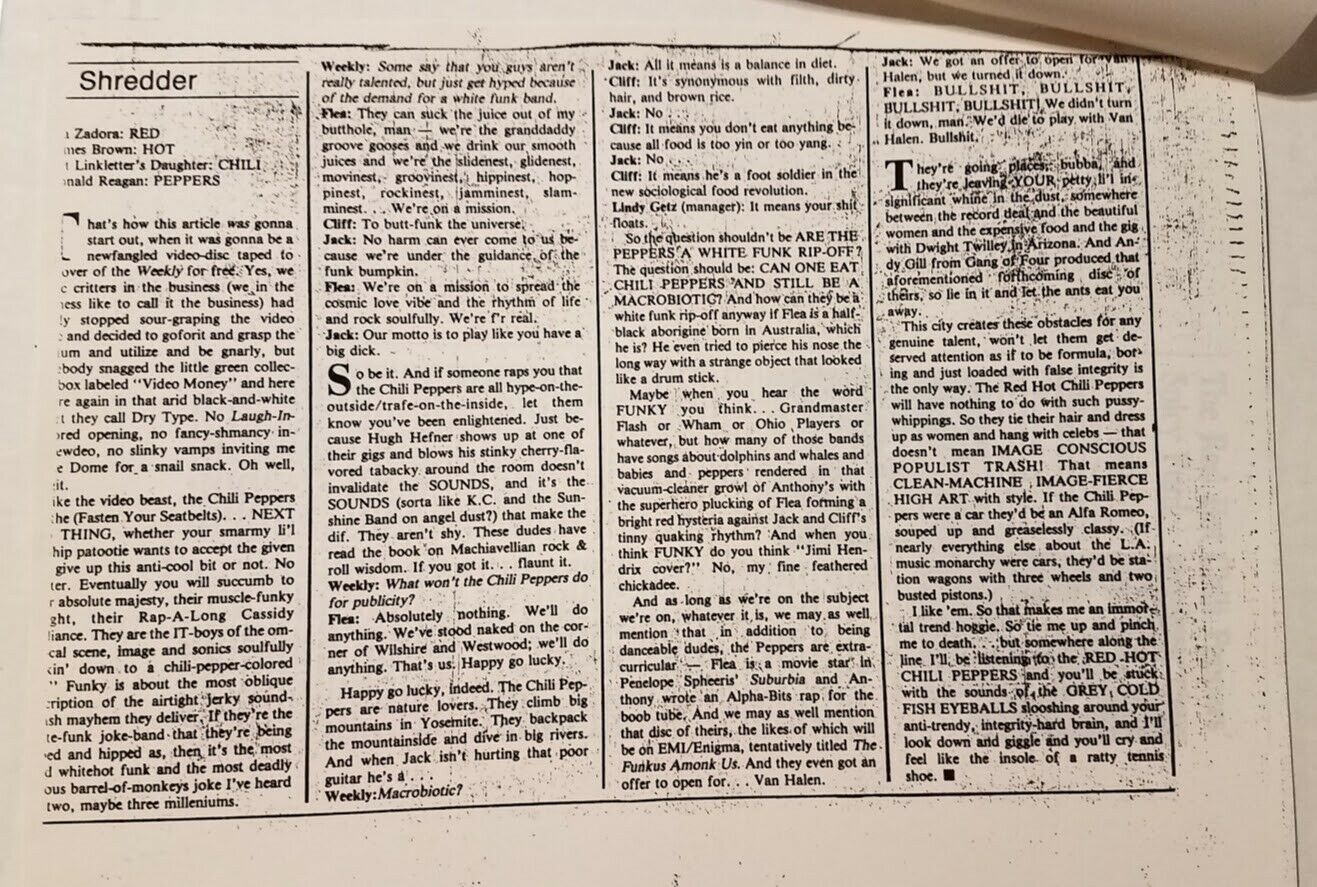 Shredder
Zadora: RED
mes Brown: HOT
t Linkletter's Daughter: CHILI
nald Reagan: PEPPERS
hat's how this article was gonna
start out, when it was gonna be a
newfangled video-disc taped to
over of the Weekly for free. Yes, we
c critters in the business (we in the
ness like to call it the business) had
ly stopped sour-graping the video
and decided to goforit and grasp the
um and utilize and be gnarly, but
ebody snagged the little green collec-
box labeled "Video Money" and here
re again in that arid black-and-white
t they call Dry Type. No Laugh-In-
ored opening, no fancy-shmancy in-
ewdeo, no slinky vamps inviting me
e Dome for a snail snack. Oh well,
it.
ike the video beast, the Chili Peppers
he (Fasten Your Seatbelts). . . NEXT
THING, whether your smarmy li'l
hip patootie wants to accept the given
give up this anti-cool bit or not. No
ter. Eventually you will succumb to
r absolute majesty, their muscle-funky
ght, their Rap-A-Long Cassidy
liance. They are the IT-boys of the om-
cal scene, image and sonics soulfully
kin' down to a chili-pepper-colored
" Funky is about the most oblique
cription of the airtight jerky sound-
sh mayhem they deliver. If they're the
te-funk joke-band that they're being
ed and hipped as, then it's the most
d whitehot funk and the most deadly
ous barrel-of-monkeys joke I've heard
two, maybe three milleniums.
Weekly: Some say that you guys aren't
really talented, but just get hyped because
of the demand for a white funk band.
Flea: They can suck the juice out of my
butthole, man — we're the granddaddy
groove gooses and we drink our smooth
juices and we're the slidenest, glidenest,
movinest, groovinest, hippinest, hop-
pinest, rockinest, jamminest, slam-
minest. . . We're on a mission.
Cliff: To butt-funk the universe.
Jack: No harm can ever come to us be-
cause we're under the guidance of the
funk bumpkin.
Flea: We're on a mission to spread the
cosmic love vibe and the rhythm of life
and rock soulfully. We're f'r real.
Jack: Our motto is to play like you have a
big dick.
So be it. And if someone raps you that
the Chili Peppers are all hype-on-the-
outside/trafe-on-the-inside, let them
know you've been enlightened. Just be-
cause Hugh Hefner shows up at one of
their gigs and blows his stinky cherry-fla-
vored tabacky around the room doesn't
invalidate the SOUNDS, and it's the
SOUNDS (sorta like K.C. and the Sun-
shine Band on angel dust?) that make the
dif. They aren't shy. These dudes have
read the book on Machiavellian rock &
roll wisdom. If you got it. . . flaunt it.
Weekly: What won't the Chili Peppers do
for publicity?
Flea: Absolutely nothing. We'll do
anything. We've stood naked on the cor-
ner of Wilshire and Westwood; we'll do
anything. That's us. Happy go lucky.
Happy go lucky, indeed. The Chili Pep-
pers are nature lovers. They climb big
mountains in Yosemite. They backpack
the mountainside and dive in big rivers.
And when Jack isn't hurting that poor
guitar he's a . . .
Weekly: Macrobiotic?
Jack: All it means is a balance in diet.
Cliff: It's synonymous with filth, dirty
hair, and brown rice.
Jack: No . . .
Cliff: It means you don't eat anything be-
cause all food is too yin or too yang.
Jack: No . . .
Cliff: It means he's a foot soldier in the
new sociological food revolution.
Lindy Getz (manager): It means your shit
floats.
So the question shouldn't be ARE THE
PEPPERS A WHITE FUNK RIP-OFF?
The question should be: CAN ONE EAT
CHILI PEPPERS AND STILL BE A
MACROBIOTIC? And how can they be a
white funk rip-off anyway if Flea is a half-
black aborigine born in Australia, which
he is? He even tried to pierce his nose the
long way with a strange object that looked
like a drum stick.
Maybe when you hear the word
FUNKY you think. . . Grandmaster
Flash or Wham or Ohio Players or
whatever, but how many of those bands
have songs about dolphins and whales and
babies and peppers rendered in that
vacuum-cleaner growl of Anthony's with
the superhero plucking of Flea forming a
bright red hysteria against Jack and Cliff's
tinny quaking rhythm? And when you
think FUNKY do you think "Jimi Hen-
drix cover?" No, my fine feathered
chickadee.
And as long as we're on the subject
we're on, whatever it is, we may as well
mention that in addition to being
danceable dudes, the Peppers are extra-
curricular — Flea is a movie star in
Penelope Spheeris' Suburbia and An-
thony wrote an Alpha-Bits rap for the
boob tube. And we may as well mention
that disc of theirs, the likes of which will
be on EMI/Enigma, tentatively titled The
Funkus Amonk Us. And they even got an
offer to open for. . . Van Halen.
Jack: We got an offer to open for Van
Halen, but we turned it down.
Flea: BULLSHIT, BULLSHIT,
BULLSHIT, BULLSHIT! We didn't turn
it down, man. We'd die to play with Van
Halen. Bullshit.
They're going places, bubba, and
they're leaving YOUR petty li'l in-
significant whine in the dust, somewhere
between the record deal and the beautiful
women and the expensive food and the gig
with Dwight Twilley in Arizona. And An-
dy Gill from Gang of Four produced that
aforementioned forthcoming disc of
theirs, so lie in it and let the ants eat you
away.
This city creates these obstacles for any
genuine talent, won't let them get de-
served attention as if to be formula, bor-
ing and just loaded with false integrity is
the only way. The Red Hot Chili Peppers
will have nothing to do with such pussy-
whippings. So they tie their hair and dress
up as women and hang with celebs — that
doesn't mean IMAGE CONSCIOUS
POPULIST TRASH! That means
CLEAN-MACHINE IMAGE-FIERCE
HIGH ART with style. If the Chili Pep-
pers were a car they'd be an Alfa Romeo,
souped up and greaselessly classy. (If
nearly everything else about the L.A.
music monarchy were cars, they'd be sta-
tion wagons with three wheels and two
busted pistons.)
I like 'em. So that makes me an immor-
tal trend hoggie. So tie me up and pinch
me to death. . . but somewhere along the
line I'll be listening to the RED HOT
CHILI PEPPERS and you'll be stuck
with the sounds of the GREY COLD
FISH EYEBALLS slooshing around your
anti-trendy, integrity-hard brain, and I'll
look down and giggle and you'll cry and
feel like the insole of a ratty tennis
shoe. ■